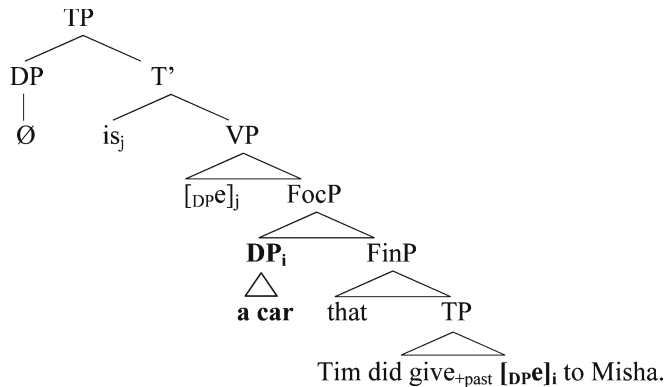 TP
DP T’
Ø is_j VP
[_DP e]_j FocP
DP_i FinP
a car that TP
Tim did give_+past [_DP e]_i to Misha.